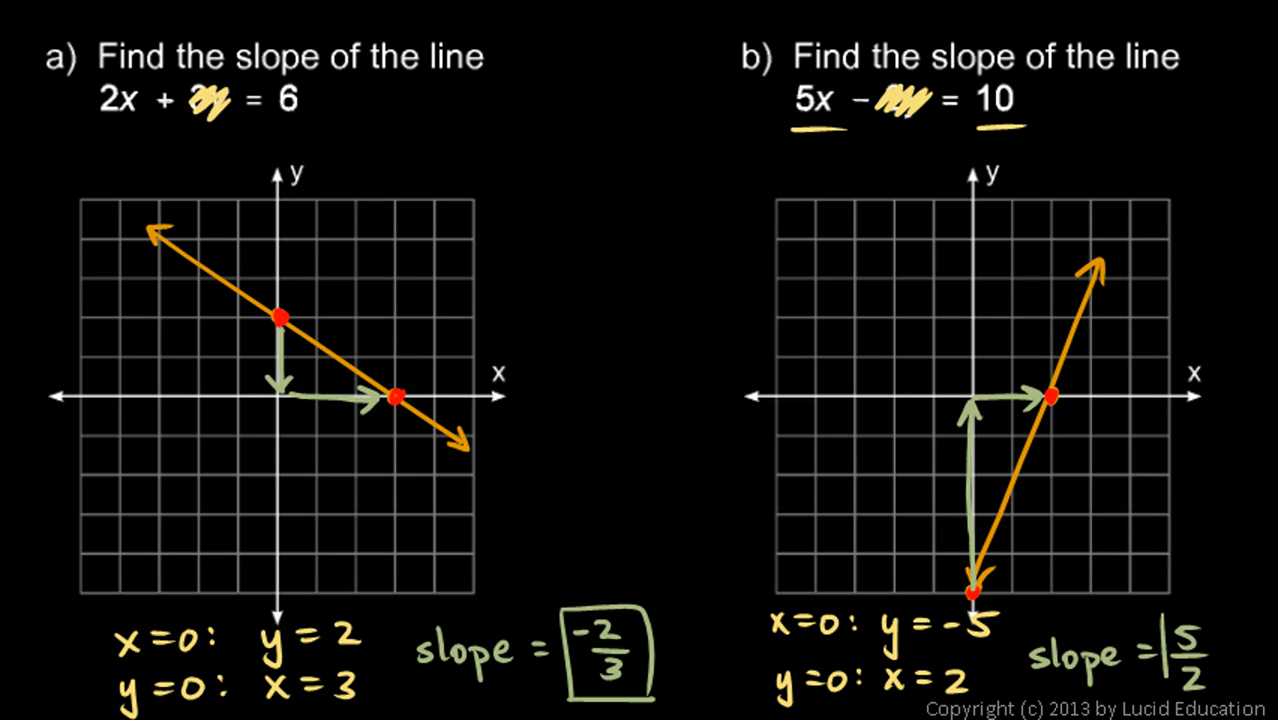 a) Find the slope of the line
2x + = 6
y
x
x=0: y=2
y=0: x=3
slope = -2/3
b) Find the slope of the line
5x - = 10
y
x
x=0: y=-5
y=0: x=2
slope = 5/2
Copyright (c) 2013 by Lucid Education